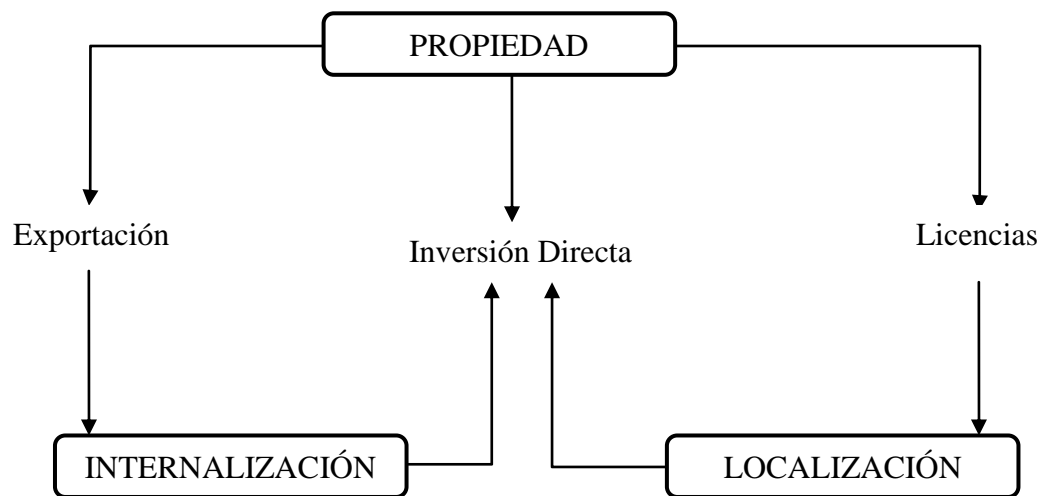 PROPIEDAD
Exportación
Inversión Directa
Licencias
INTERNALIZACIÓN
LOCALIZACIÓN